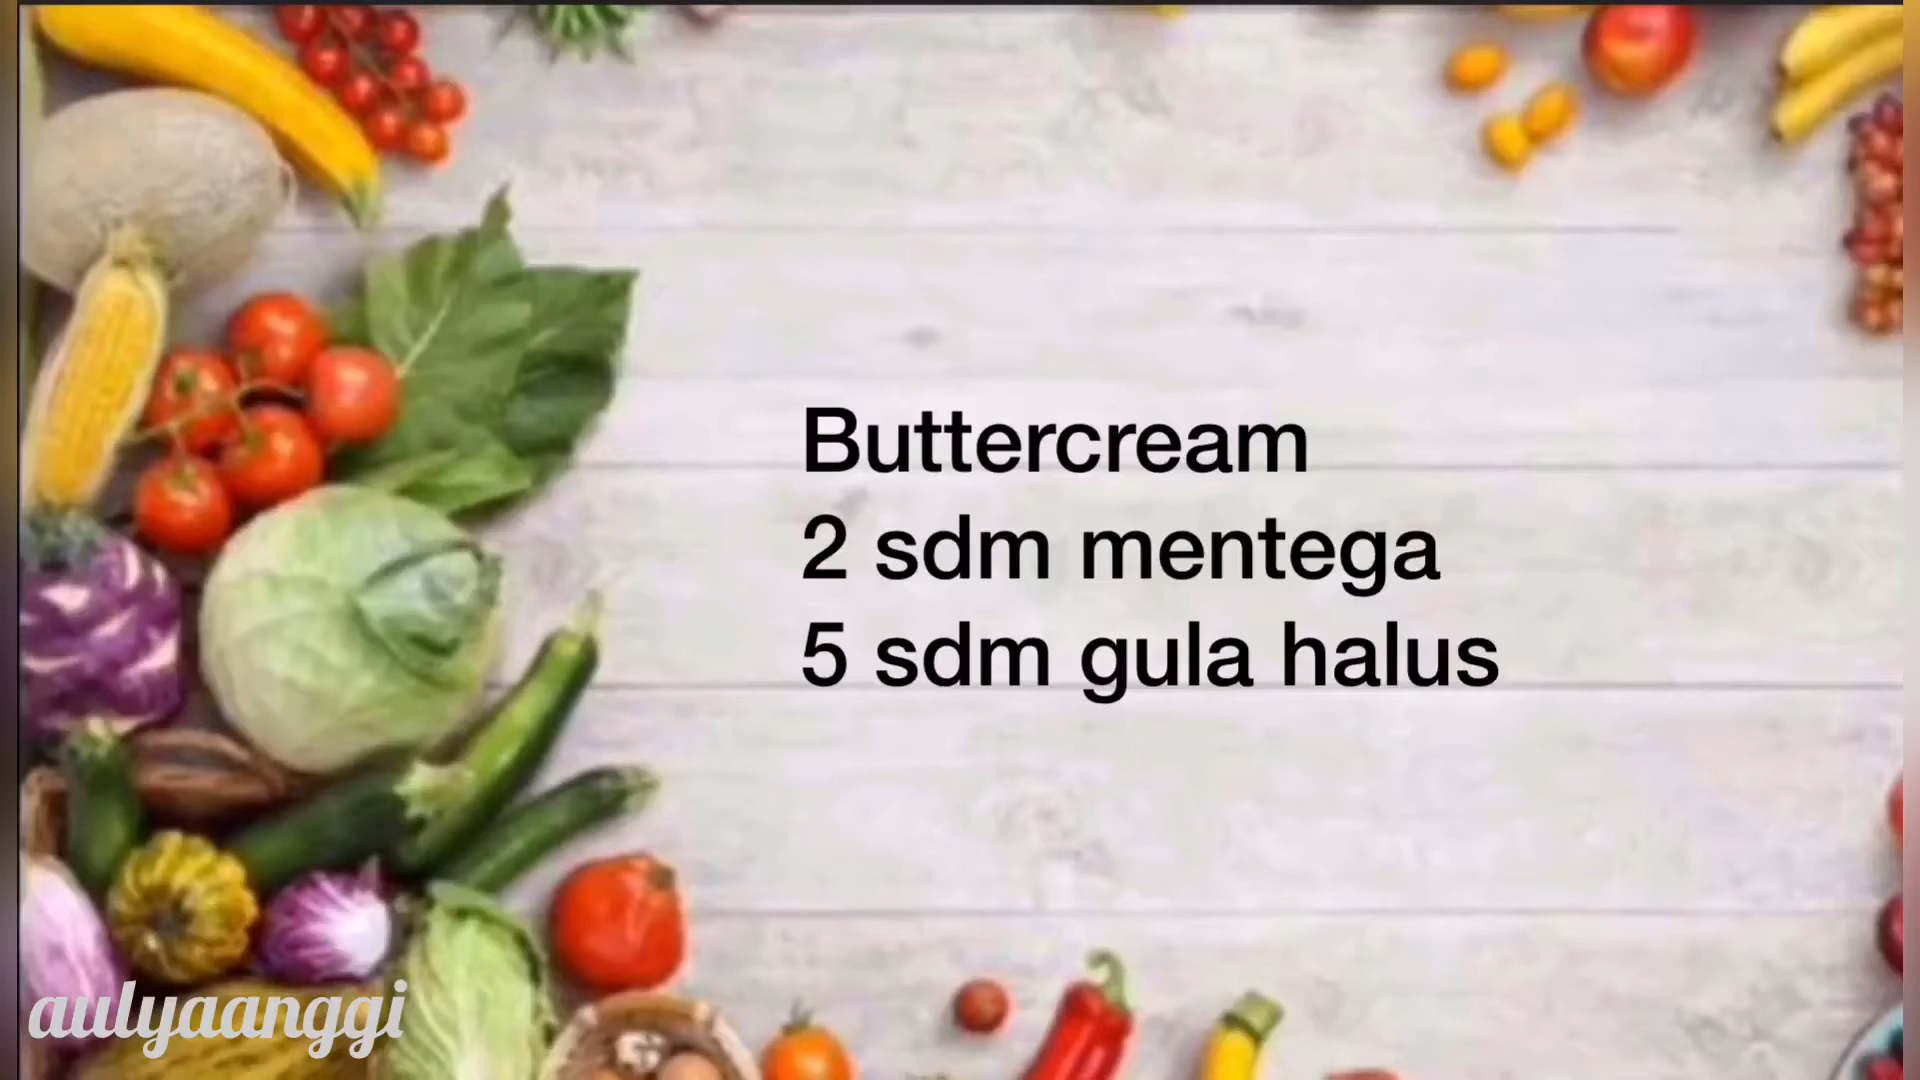 Buttercream
2 sdm mentega
5 sdm gula halus
aulyaanggi